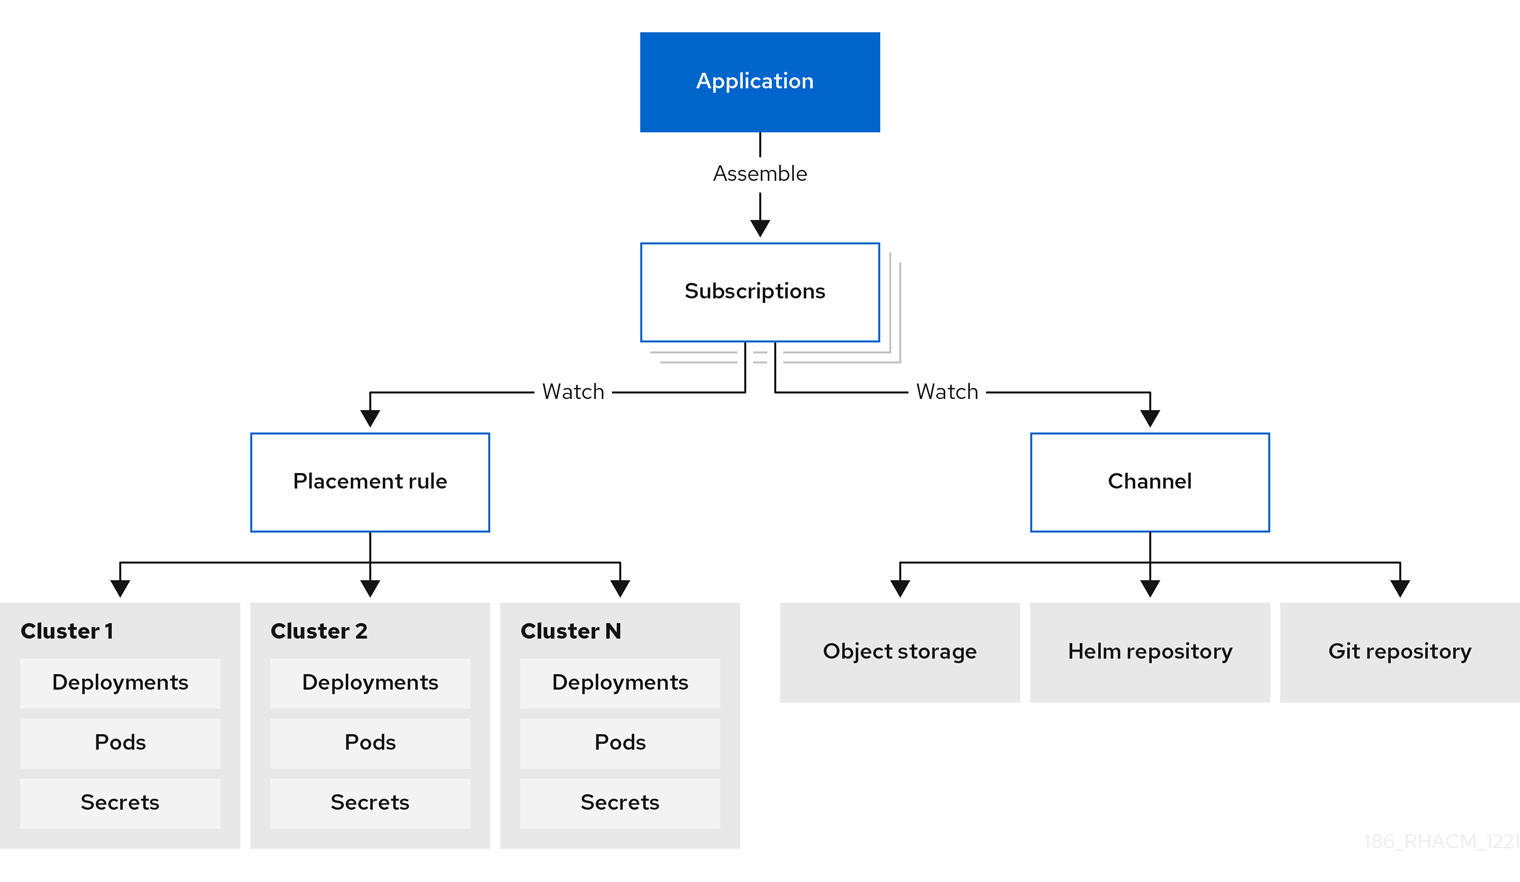 Application
Assemble
Subscriptions
Watch
Watch
Placement rule
Channel
Cluster 1
Deployments
Pods
Secrets
Cluster 2
Deployments
Pods
Secrets
Cluster N
Deployments
Pods
Secrets
Object storage
Helm repository
Git repository
186_RHACM_1221